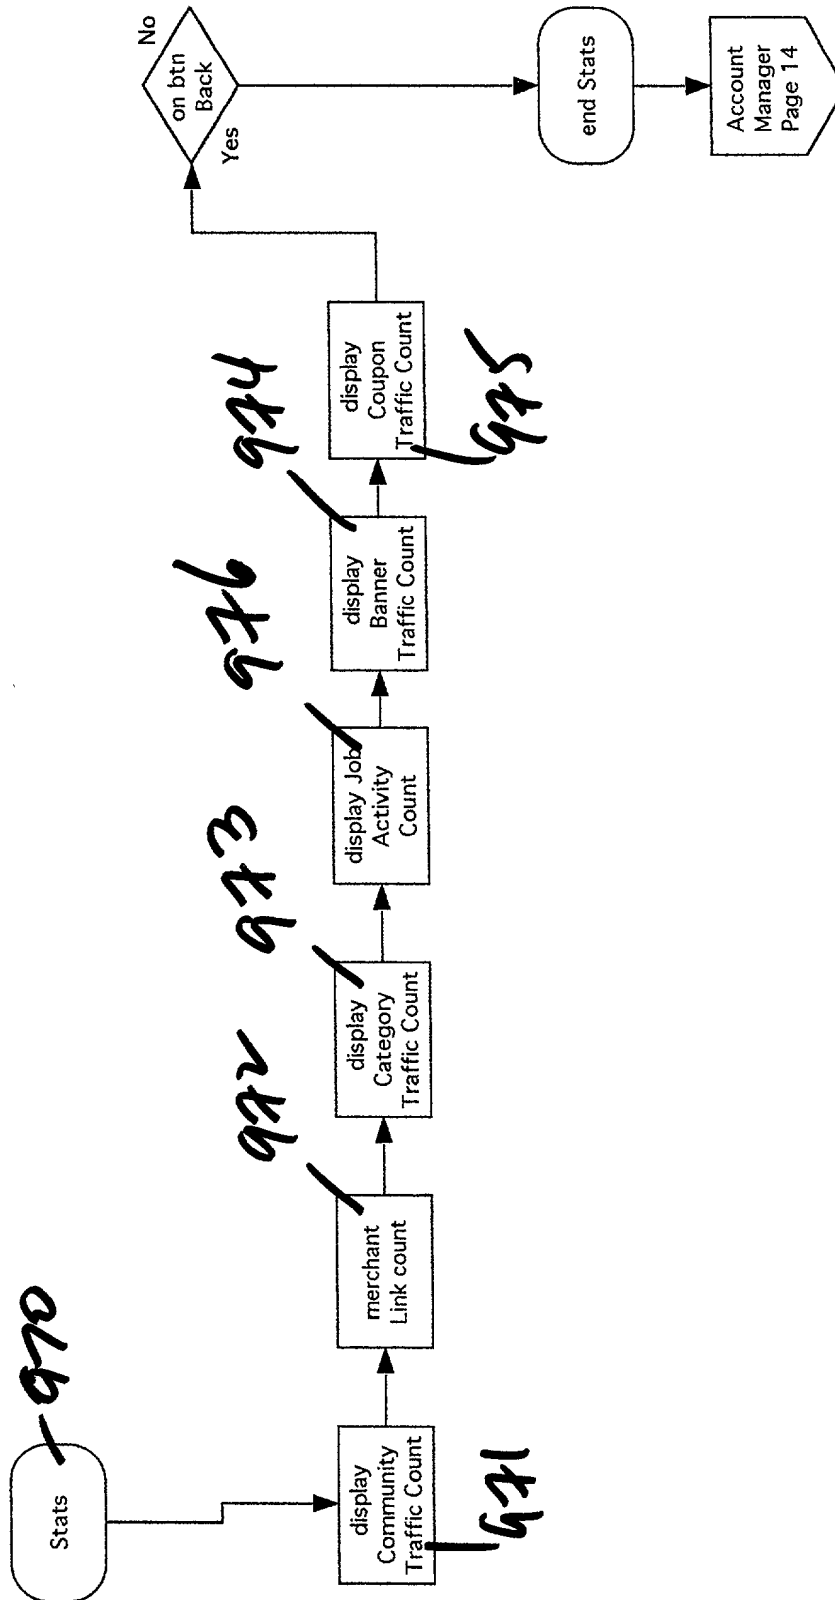 Stats
970
display
Community
Traffic Count
971
merchant
Link count
972
display
Category
Traffic Count
973
display Job
Activity
Count
976
display
Banner
Traffic Count
974
display
Coupon
Traffic Count
975
on btn
Back
No
Yes
end Stats
Account
Manager
Page 14